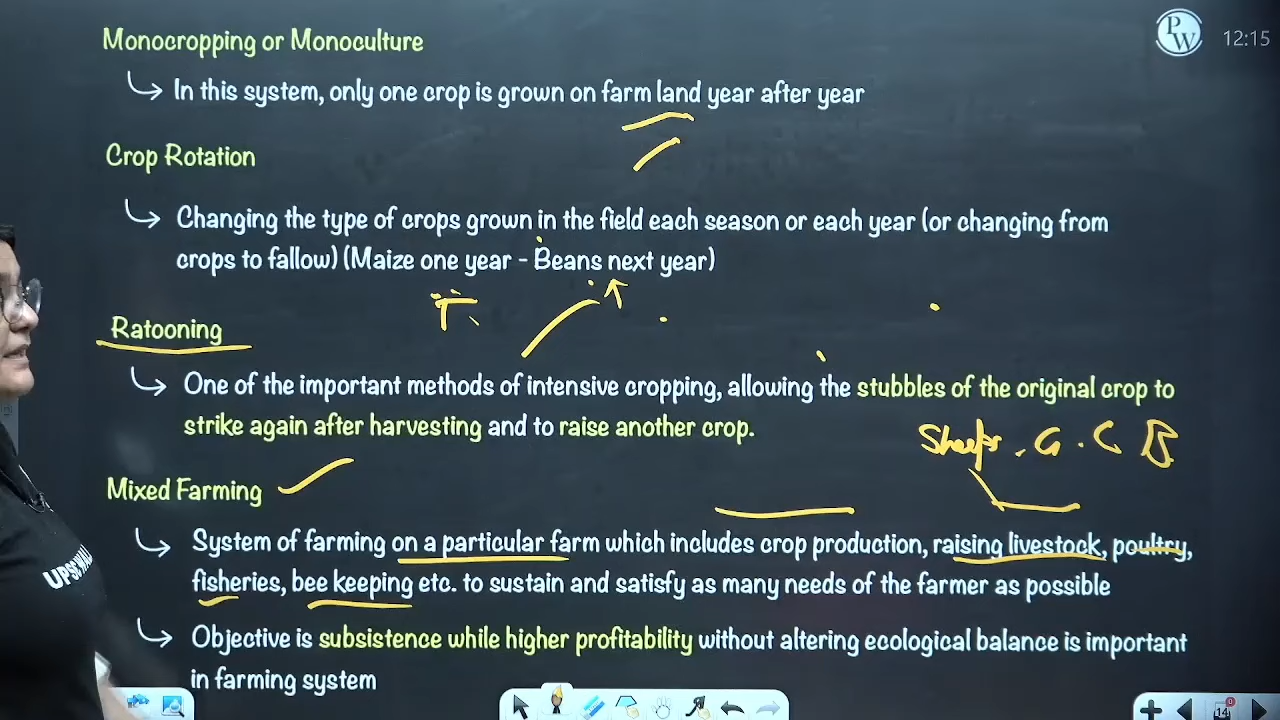 Monocropping or Monoculture
PW
12:15
In this system, only one crop is grown on farm land year after year
Crop Rotation
Changing the type of crops grown in the field each season or each year (or changing from
crops to fallow) (Maize one year - Beans next year)
Ratooning
One of the important methods of intensive cropping, allowing the stubbles of the original crop to
strike again after harvesting and to raise another crop.
G . C B
Mixed Farming
System of farming on a particular farm which includes crop production, raising livestock, poultry,
fisheries, bee keeping etc. to sustain and satisfy as many needs of the farmer as possible
Objective is subsistence while higher profitability without altering ecological balance is important
in farming system
UPSC
14